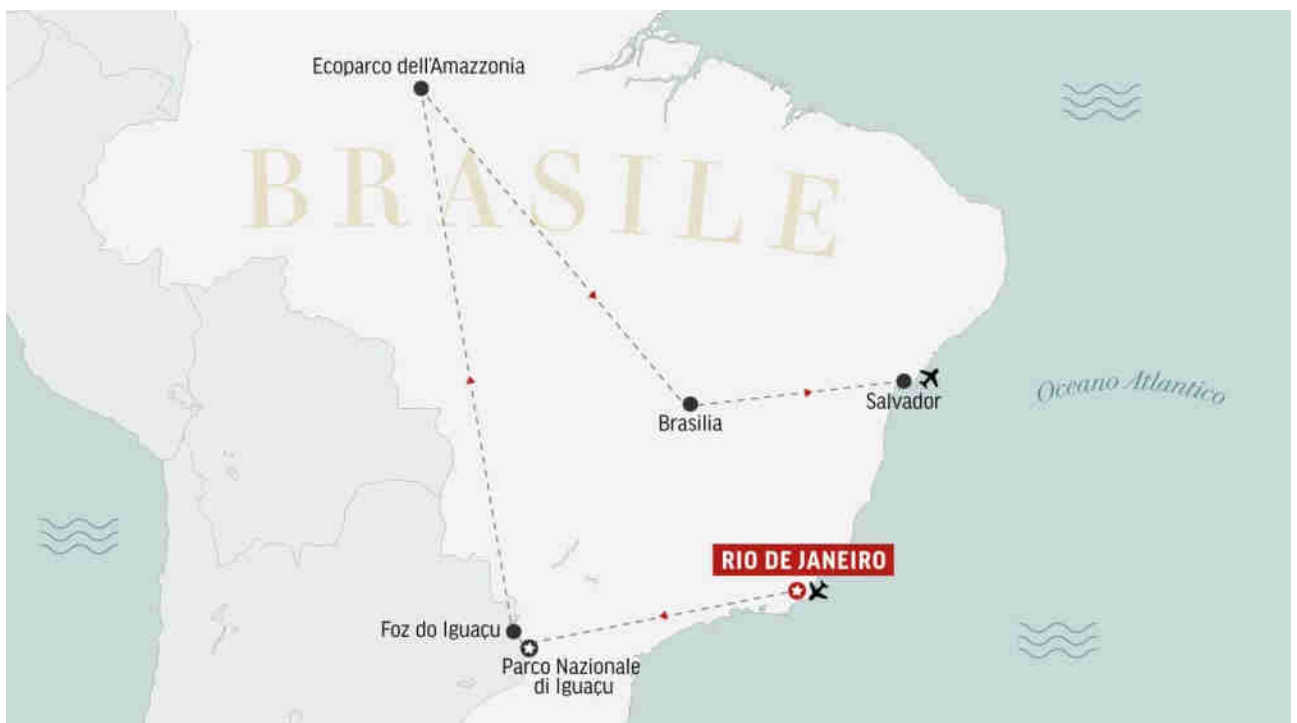 Ecoparco dell'Amazzonia
BRASILE
Oceano Atlantico
Salvador
Brasilia
RIO DE JANEIRO
Foz do Iguaçu
Parco Nazionale
di Iguaçu